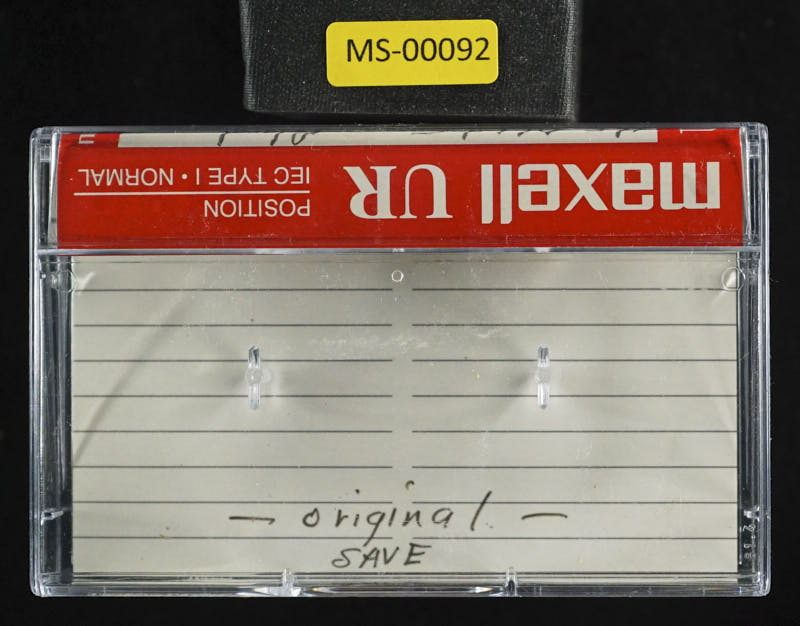 MS-00092
maxell UR
POSITION
IEC TYPE I • NORMAL
— original —
SAVE